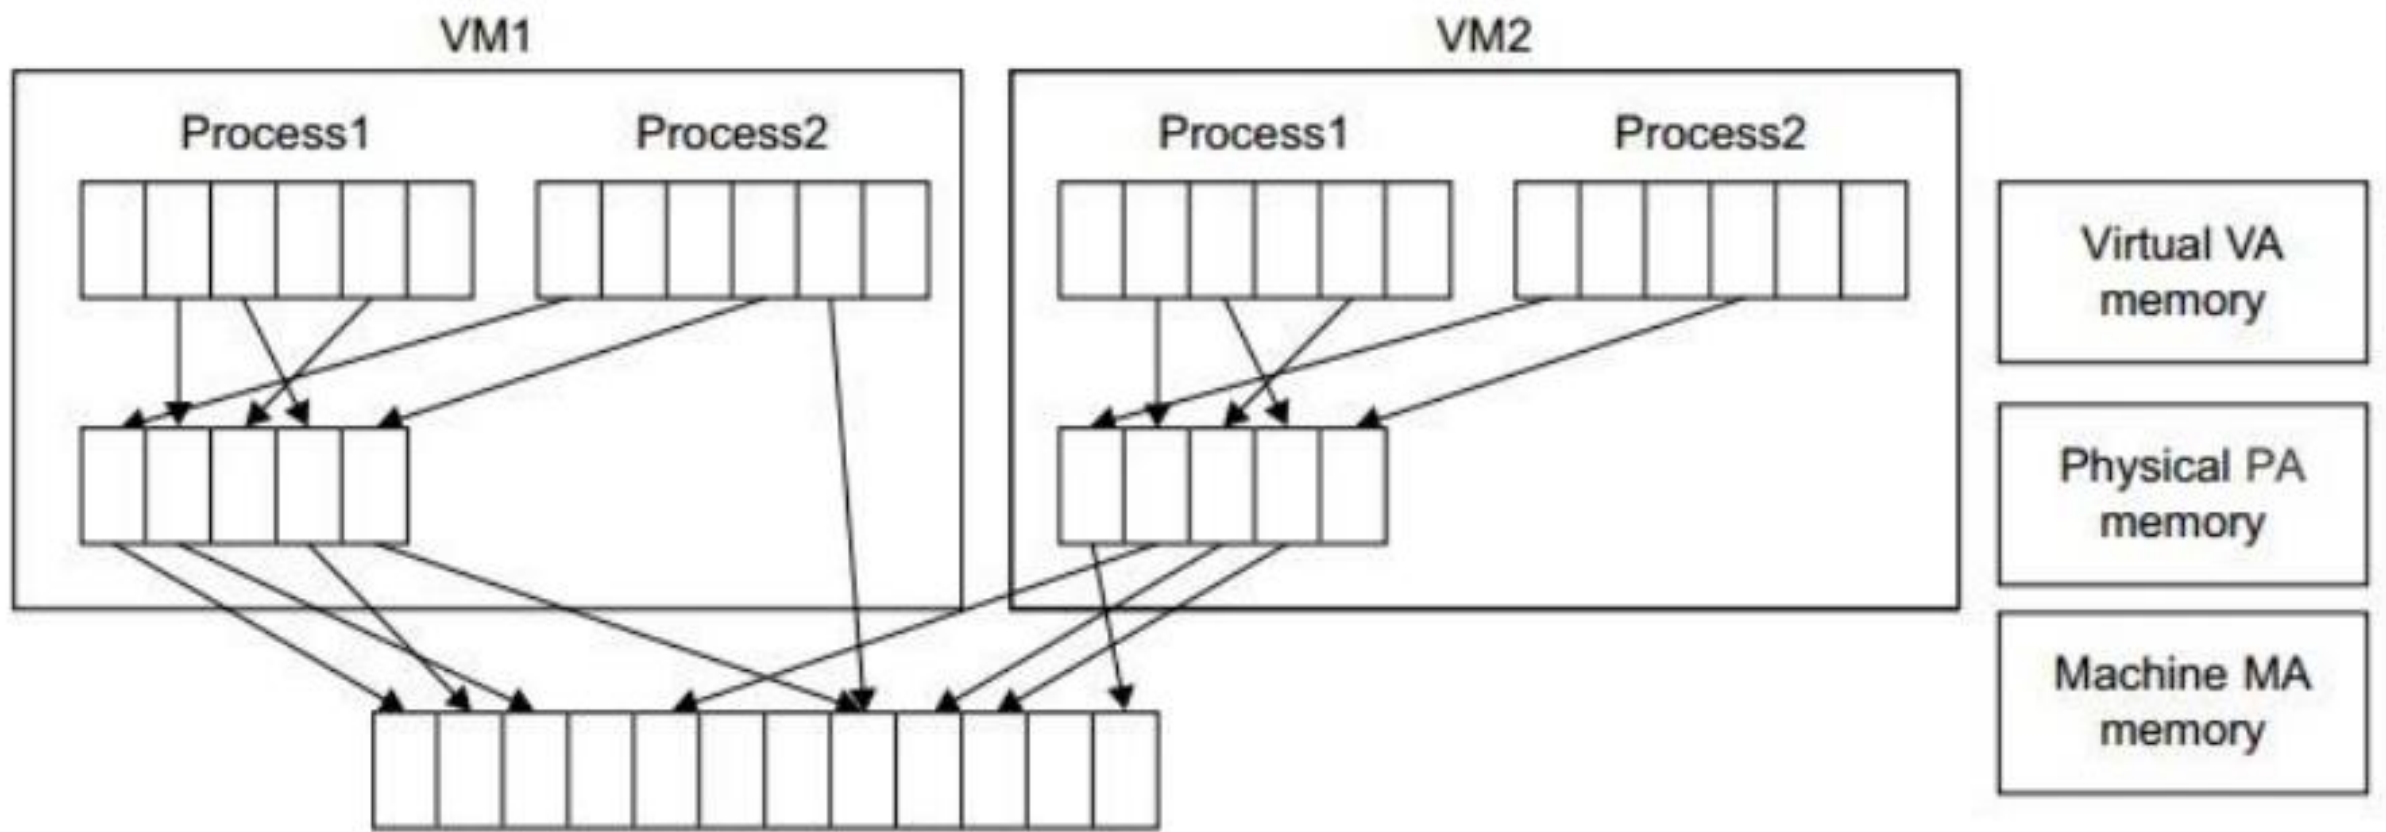 VM1
VM2
Process1
Process2
Process1
Process2
Virtual VA
memory
Physical PA
memory
Machine MA
memory